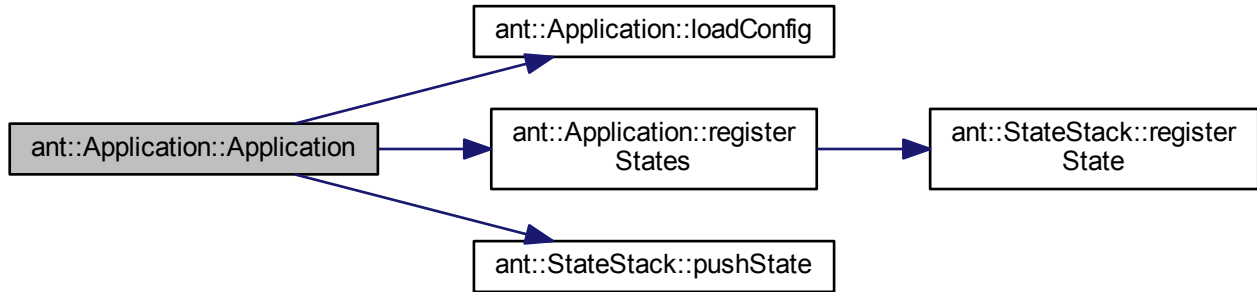 ant::Application::loadConfig
ant::Application::Application
ant::Application::register
States
ant::StateStack::register
State
ant::StateStack::pushState